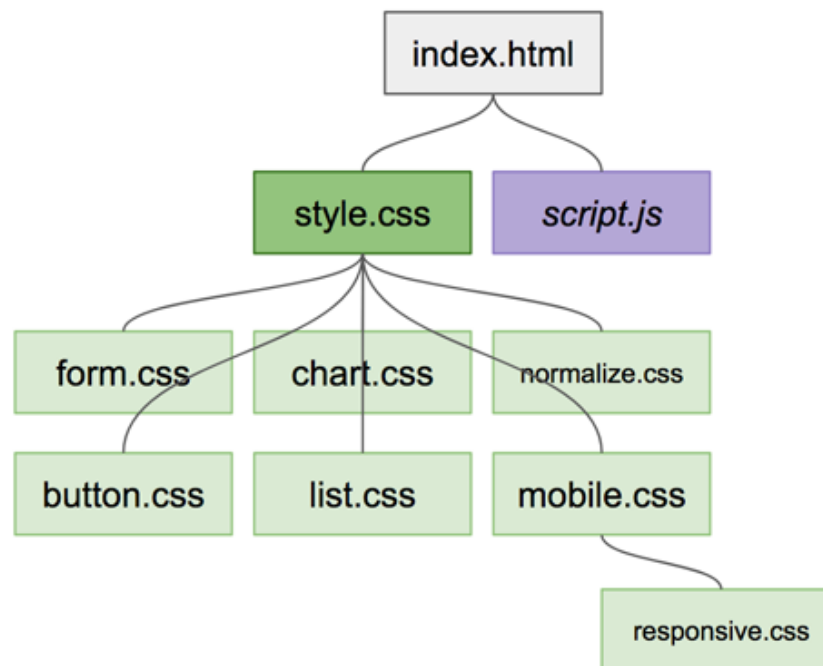 index.html
style.css
script.js
form.css
chart.css
normalize.css
button.css
list.css
mobile.css
responsive.css